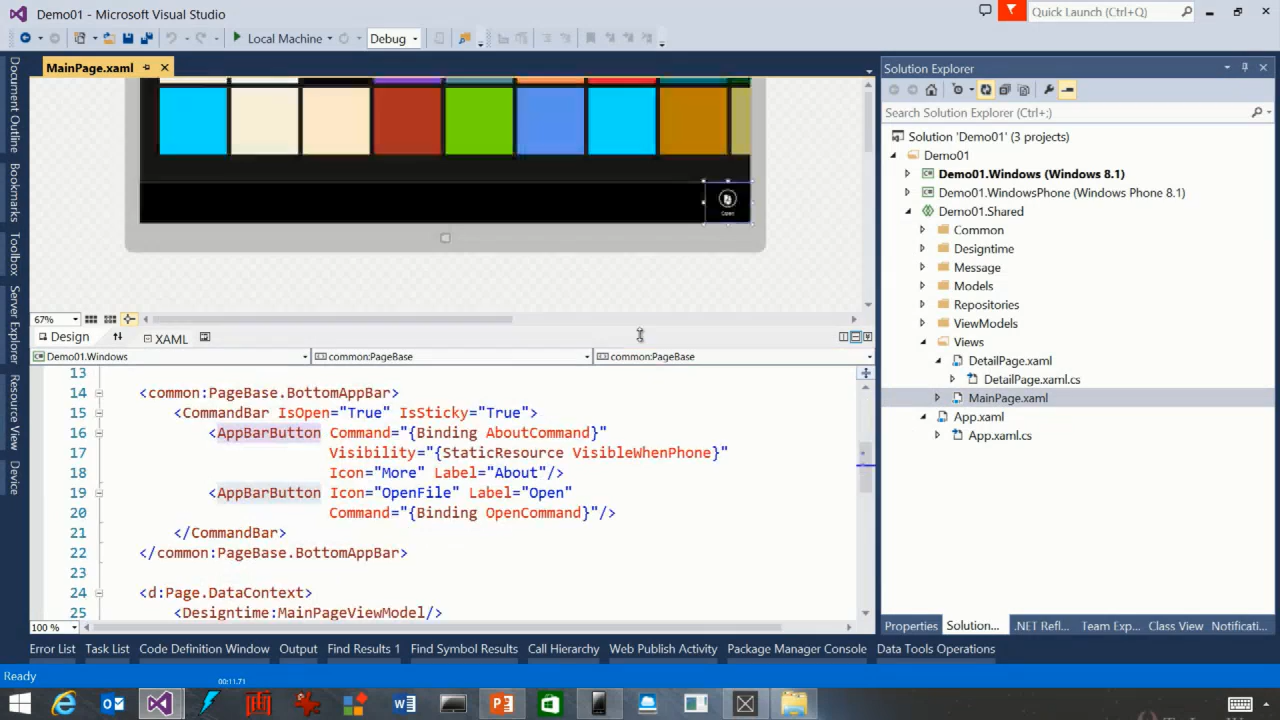 Demo01 - Microsoft Visual Studio
Quick Launch (Ctrl+Q)
Local Machine
Debug
MainPage.xaml
Document Outline
Bookmarks
Toolbox
Server Explorer
Resource View
Device
Open
67%
Design
XAML
Demo01.Windows
common:PageBase
common:PageBase
13
14 <common:PageBase.BottomAppBar>
15 <CommandBar IsOpen="True" IsSticky="True">
16 <AppBarButton Command="{Binding AboutCommand}"
17 Visibility="{StaticResource VisibleWhenPhone}"
18 Icon="More" Label="About"/>
19 <AppBarButton Icon="OpenFile" Label="Open"
20 Command="{Binding OpenCommand}"/>
21 </CommandBar>
22 </common:PageBase.BottomAppBar>
23
24 <d:Page.DataContext>
25 <Designtime:MainPageViewModel/>
100 %
Solution Explorer
Search Solution Explorer (Ctrl+;)
Solution 'Demo01' (3 projects)
Demo01
Demo01.Windows (Windows 8.1)
Demo01.WindowsPhone (Windows Phone 8.1)
Demo01.Shared
Common
Designtime
Message
Models
Repositories
ViewModels
Views
DetailPage.xaml
DetailPage.xaml.cs
MainPage.xaml
App.xaml
App.xaml.cs
Properties Solution... .NET Refl... Team Exp... Class View Notificati...
Error List Task List Code Definition Window Output Find Results 1 Find Symbol Results Call Hierarchy Web Publish Activity Package Manager Console Data Tools Operations
Ready
00:11.71